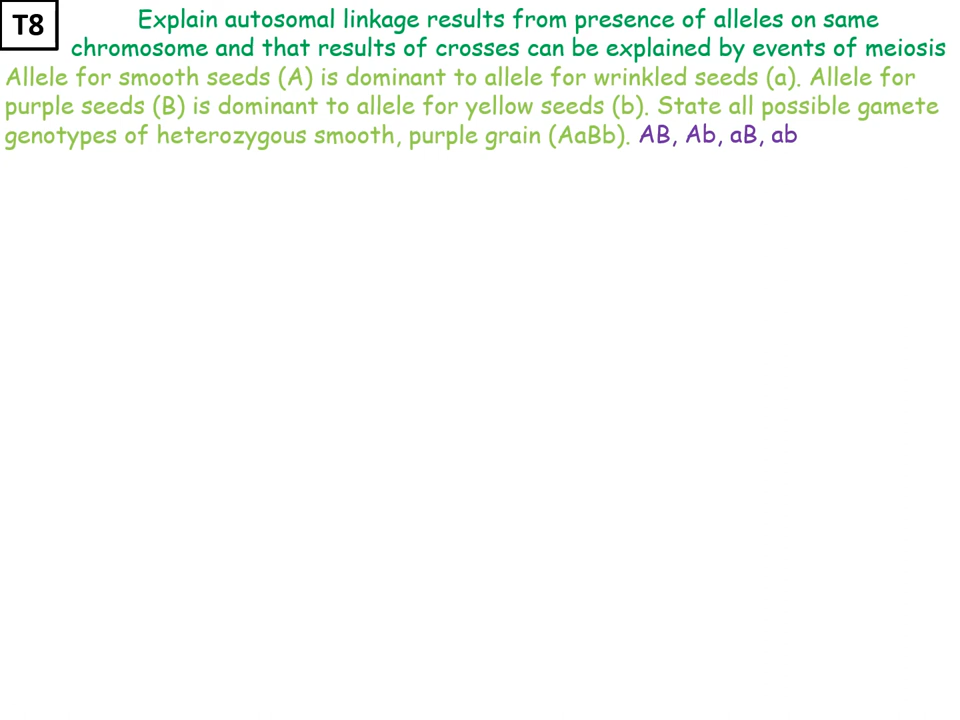 T8
Explain autosomal linkage results from presence of alleles on same
chromosome and that results of crosses can be explained by events of meiosis
Allele for smooth seeds (A) is dominant to allele for wrinkled seeds (a). Allele for
purple seeds (B) is dominant to allele for yellow seeds (b). State all possible gamete
genotypes of heterozygous smooth, purple grain (AaBb). AB, Ab, aB, ab